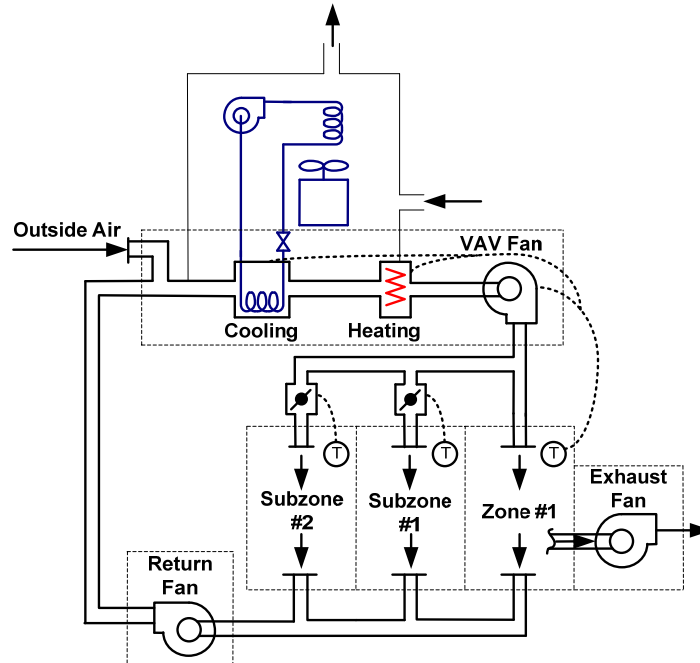 Outside Air
VAV Fan
Cooling
Heating
T
T
T
Subzone
#2
Subzone
#1
Zone #1
Exhaust
Fan
Return
Fan